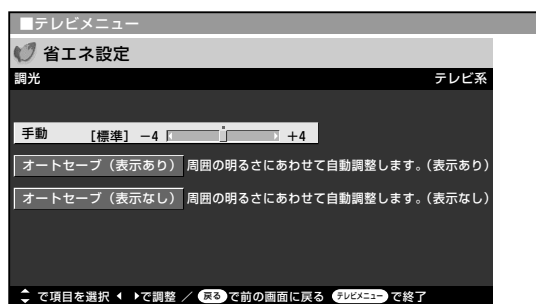 ■テレビメニュー
省エネ設定
調光 テレビ系
手動 [標準] －4 +4
オートセーブ（表示あり） 周囲の明るさにあわせて自動調整します。（表示あり）
オートセーブ（表示なし） 周囲の明るさにあわせて自動調整します。（表示なし）
で項目を選択 で調整 ／ 戻る で前の画面に戻る テレビメニュー で終了